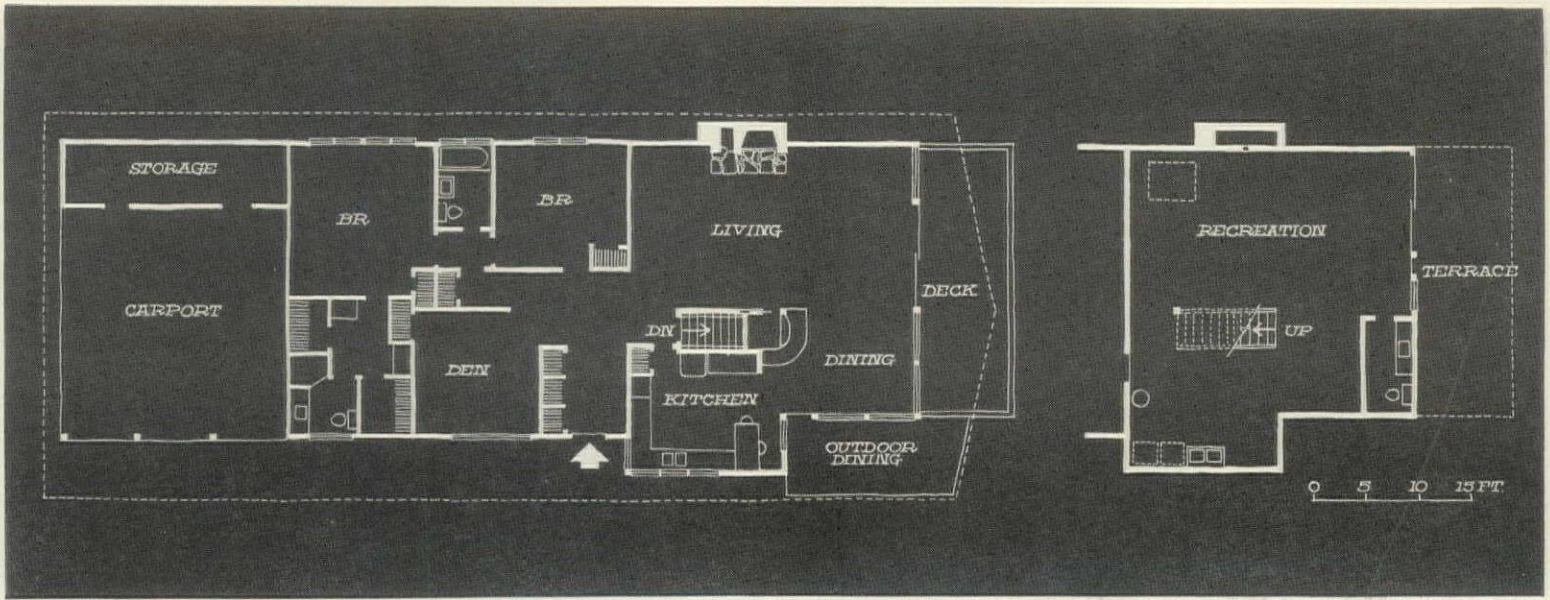 STORAGE
BR
BR
LIVING
CARPORT
DECK
DN
DINING
DEN
KITCHEN
OUTDOOR
DINING
RECREATION
TERRACE
UP
0 5 10 15 FT.